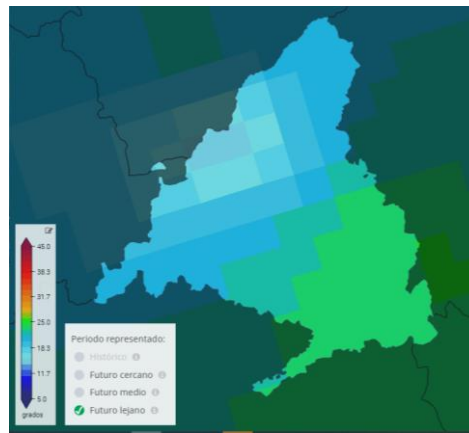 45.0
38.3
31.7
25.0
18.3
11.7
5.0
grados
Periodo representado:
Histórico
Futuro cercano
Futuro medio
Futuro lejano